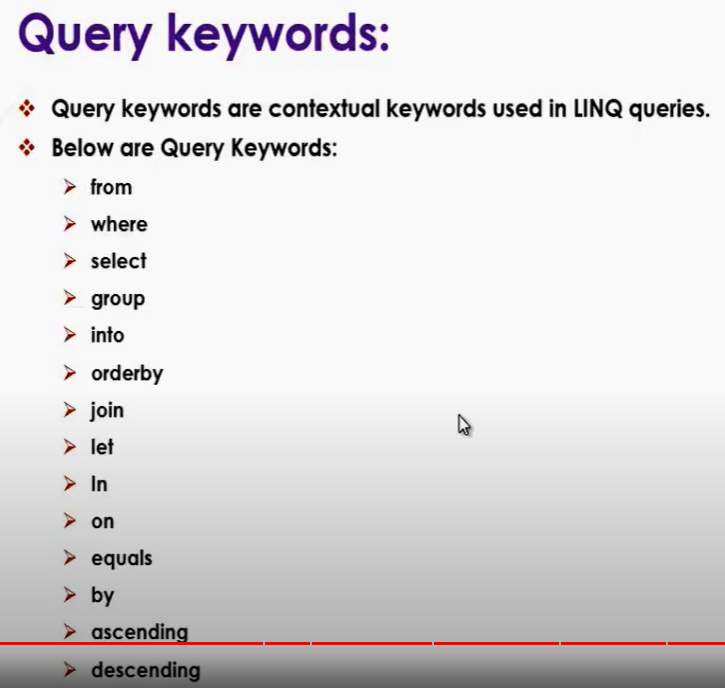 Query keywords:
Query keywords are contextual keywords used in LINQ queries.
Below are Query Keywords:
from
where
select
group
into
orderby
join
let
In
on
equals
by
ascending
descending